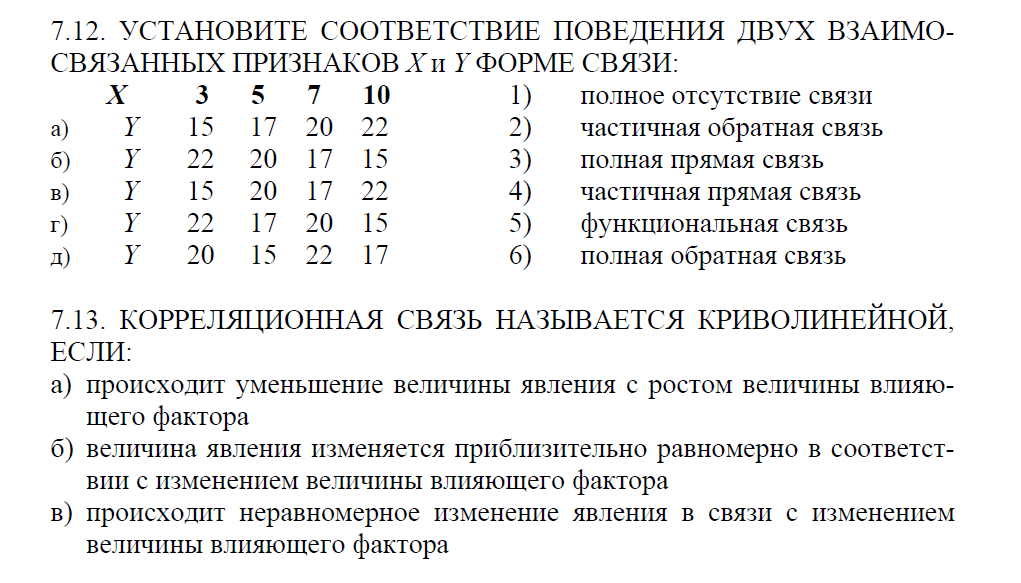 7.12. УСТАНОВИТЕ СООТВЕТСТВИЕ ПОВЕДЕНИЯ ДВУХ ВЗАИМО-
СВЯЗАННЫХ ПРИЗНАКОВ X и Y ФОРМЕ СВЯЗИ:
X 3 5 7 10 1) полное отсутствие связи
а) Y 15 17 20 22 2) частичная обратная связь
б) Y 22 20 17 15 3) полная прямая связь
в) Y 15 20 17 22 4) частичная прямая связь
г) Y 22 17 20 15 5) функциональная связь
д) Y 20 15 22 17 6) полная обратная связь
7.13. КОРРЕЛЯЦИОННАЯ СВЯЗЬ НАЗЫВАЕТСЯ КРИВОЛИНЕЙНОЙ,
ЕСЛИ:
а) происходит уменьшение величины явления с ростом величины влияю-
щего фактора
б) величина явления изменяется приблизительно равномерно в соответст-
вии с изменением величины влияющего фактора
в) происходит неравномерное изменение явления в связи с изменением
величины влияющего фактора